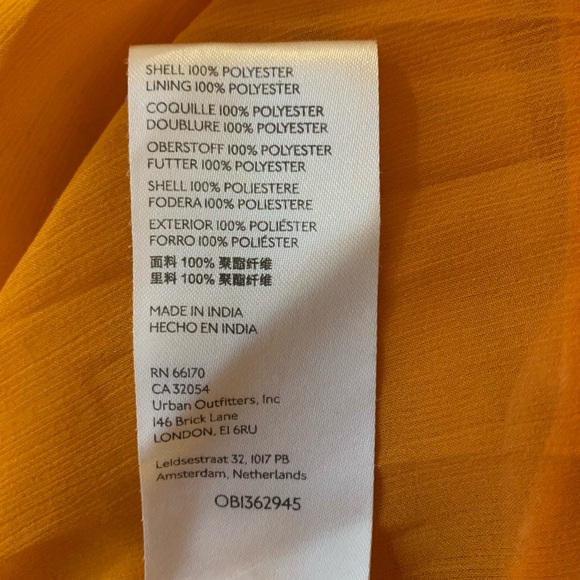 SHELL 100% POLYESTER
LINING 100% POLYESTER
COQUILLE 100% POLYESTER
DOUBLURE 100% POLYESTER
OBERSTOFF 100% POLYESTER
FUTTER 100% POLYESTER
SHELL 100% POLIESTERE
FODERA 100% POLIESTERE
EXTERIOR 100% POLIÉSTER
FORRO 100% POLIÉSTER
面料 100% 聚酯纤维
里料 100% 聚酯纤维
MADE IN INDIA
HECHO EN INDIA
RN 66170
CA 32054
Urban Outfitters, Inc
146 Brick Lane
LONDON, E1 6RU
Leidsestraat 32, 1017 PB
Amsterdam, Netherlands
OB1362945